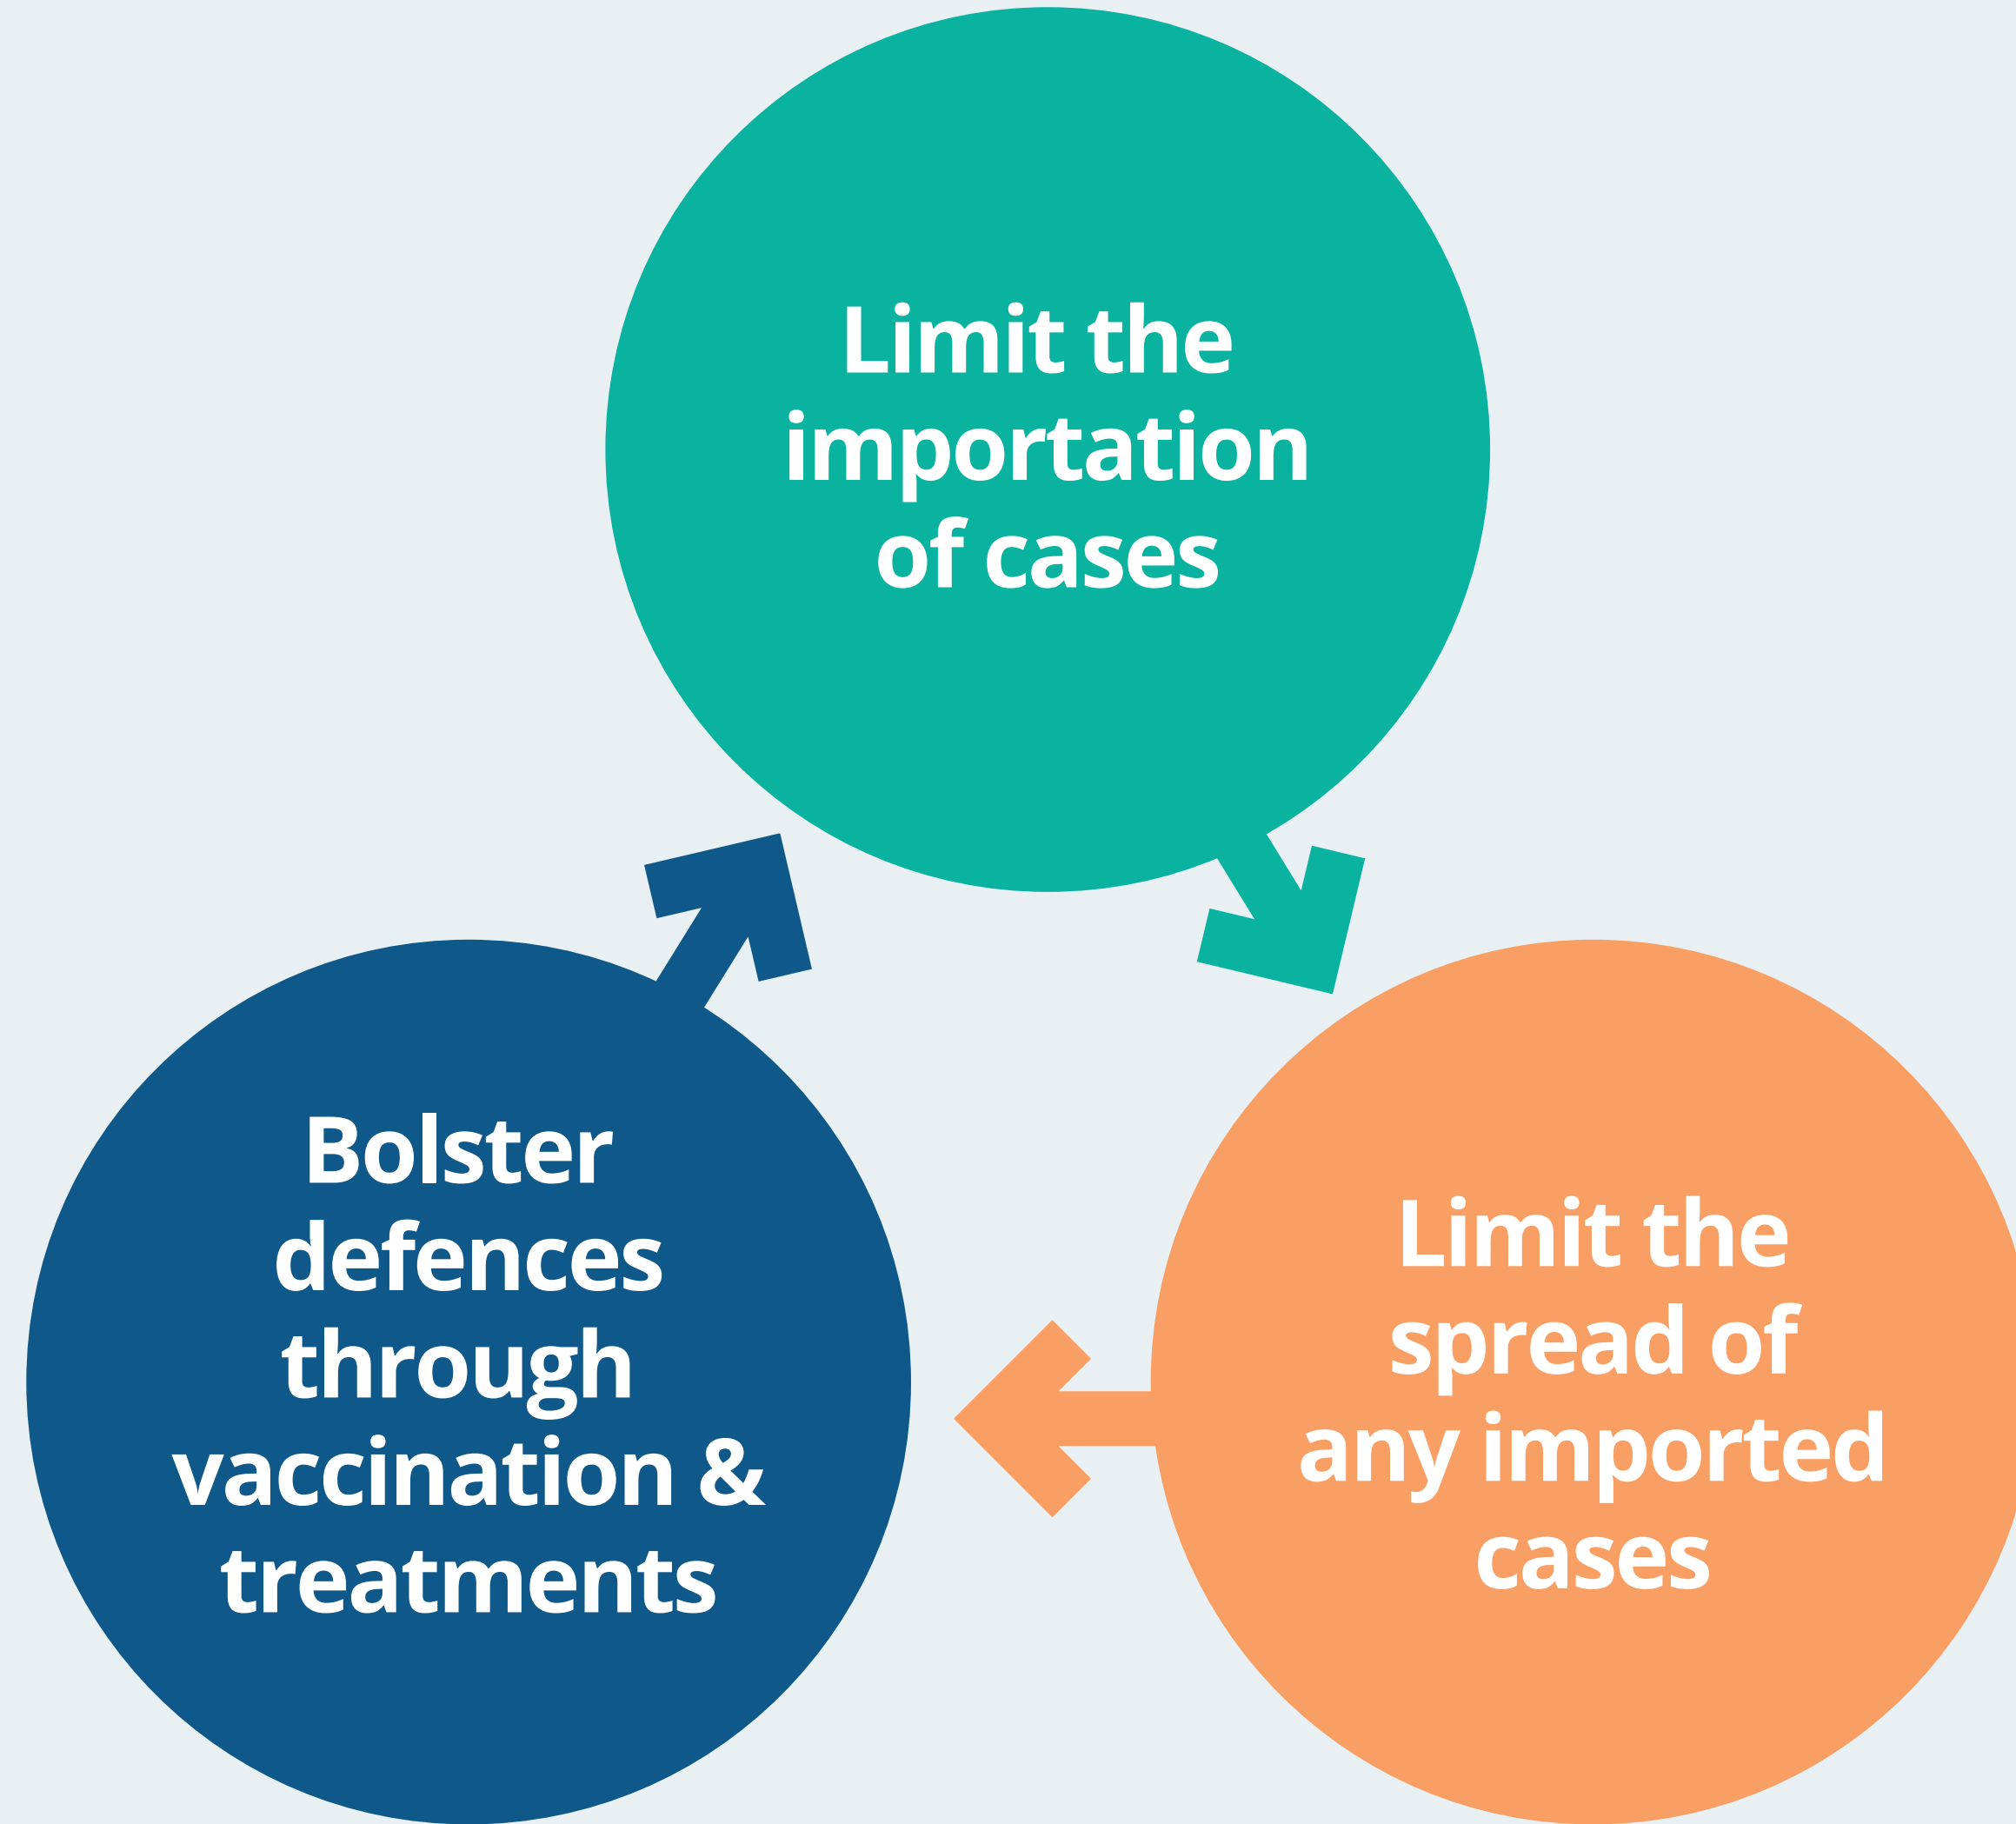 Limit the
importation
of cases
Bolster
defences
through
vaccination &
treatments
Limit the
spread of
any imported
cases